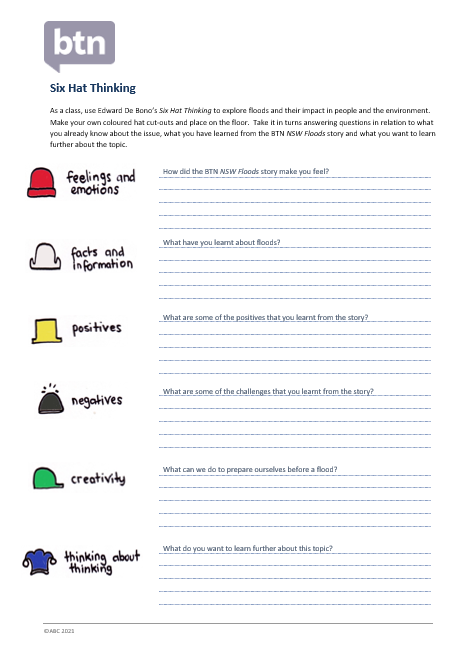 btn
Six Hat Thinking
As a class, use Edward De Bono's Six Hat Thinking to explore floods and their impact in people and the environment.
Make your own coloured hat cut-outs and place on the floor. Take it in turns answering questions in relation to what
you already know about the issue, what you have learned from the BTN NSW Floods story and what you want to learn
further about the topic.
feelings and
emotions
How did the BTN NSW Floods story make you feel?
facts and
information
What have you learnt about floods?
positives
What are some of the positives that you learnt from the story?
negatives
What are some of the challenges that you learnt from the story?
creativity
What can we do to prepare ourselves before a flood?
thinking about
thinking
What do you want to learn further about this topic?
©ABC 2021